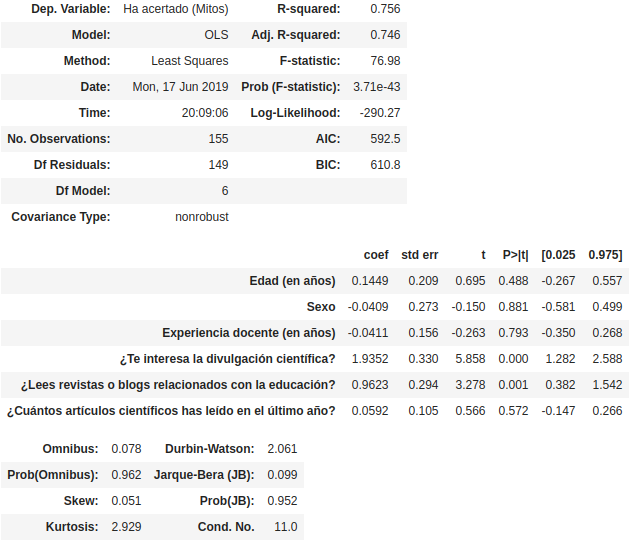 Dep. Variable: Ha acertado (Mitos) R-squared: 0.756
Model: OLS Adj. R-squared: 0.746
Method: Least Squares F-statistic: 76.98
Date: Mon, 17 Jun 2019 Prob (F-statistic): 3.71e-43
Time: 20:09:06 Log-Likelihood: -290.27
No. Observations: 155 AIC: 592.5
Df Residuals: 149 BIC: 610.8
Df Model: 6
Covariance Type: nonrobust
coef std err t P>|t| [0.025 0.975]
Edad (en años) 0.1449 0.209 0.695 0.488 -0.267 0.557
Sexo -0.0409 0.273 -0.150 0.881 -0.581 0.499
Experiencia docente (en años) -0.0411 0.156 -0.263 0.793 -0.350 0.268
¿Te interesa la divulgación científica? 1.9352 0.330 5.858 0.000 1.282 2.588
¿Lees revistas o blogs relacionados con la educación? 0.9623 0.294 3.278 0.001 0.382 1.542
¿Cuántos artículos científicos has leído en el último año? 0.0592 0.105 0.566 0.572 -0.147 0.266
Omnibus: 0.078 Durbin-Watson: 2.061
Prob(Omnibus): 0.962 Jarque-Bera (JB): 0.099
Skew: 0.051 Prob(JB): 0.952
Kurtosis: 2.929 Cond. No. 11.0